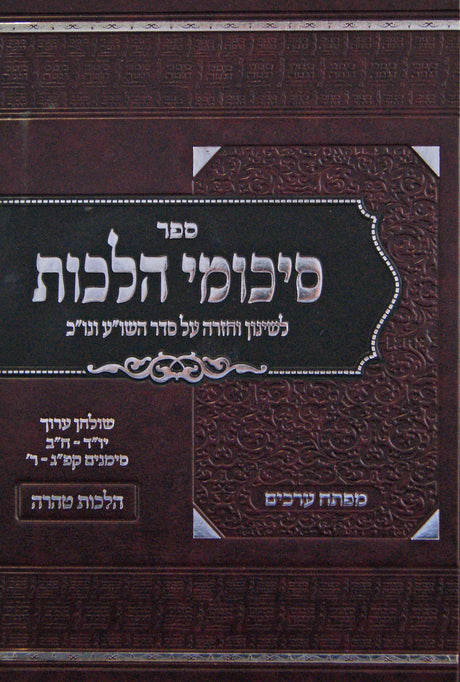 ספר
סיכומי הלכות
לשינון וחזרה על סדר השו"ע ונו"כ
שולחן ערוך
יו"ד - ח"ב
סימנים קפ"ג - ר'
הלכות טהרה
מפתח ערכים